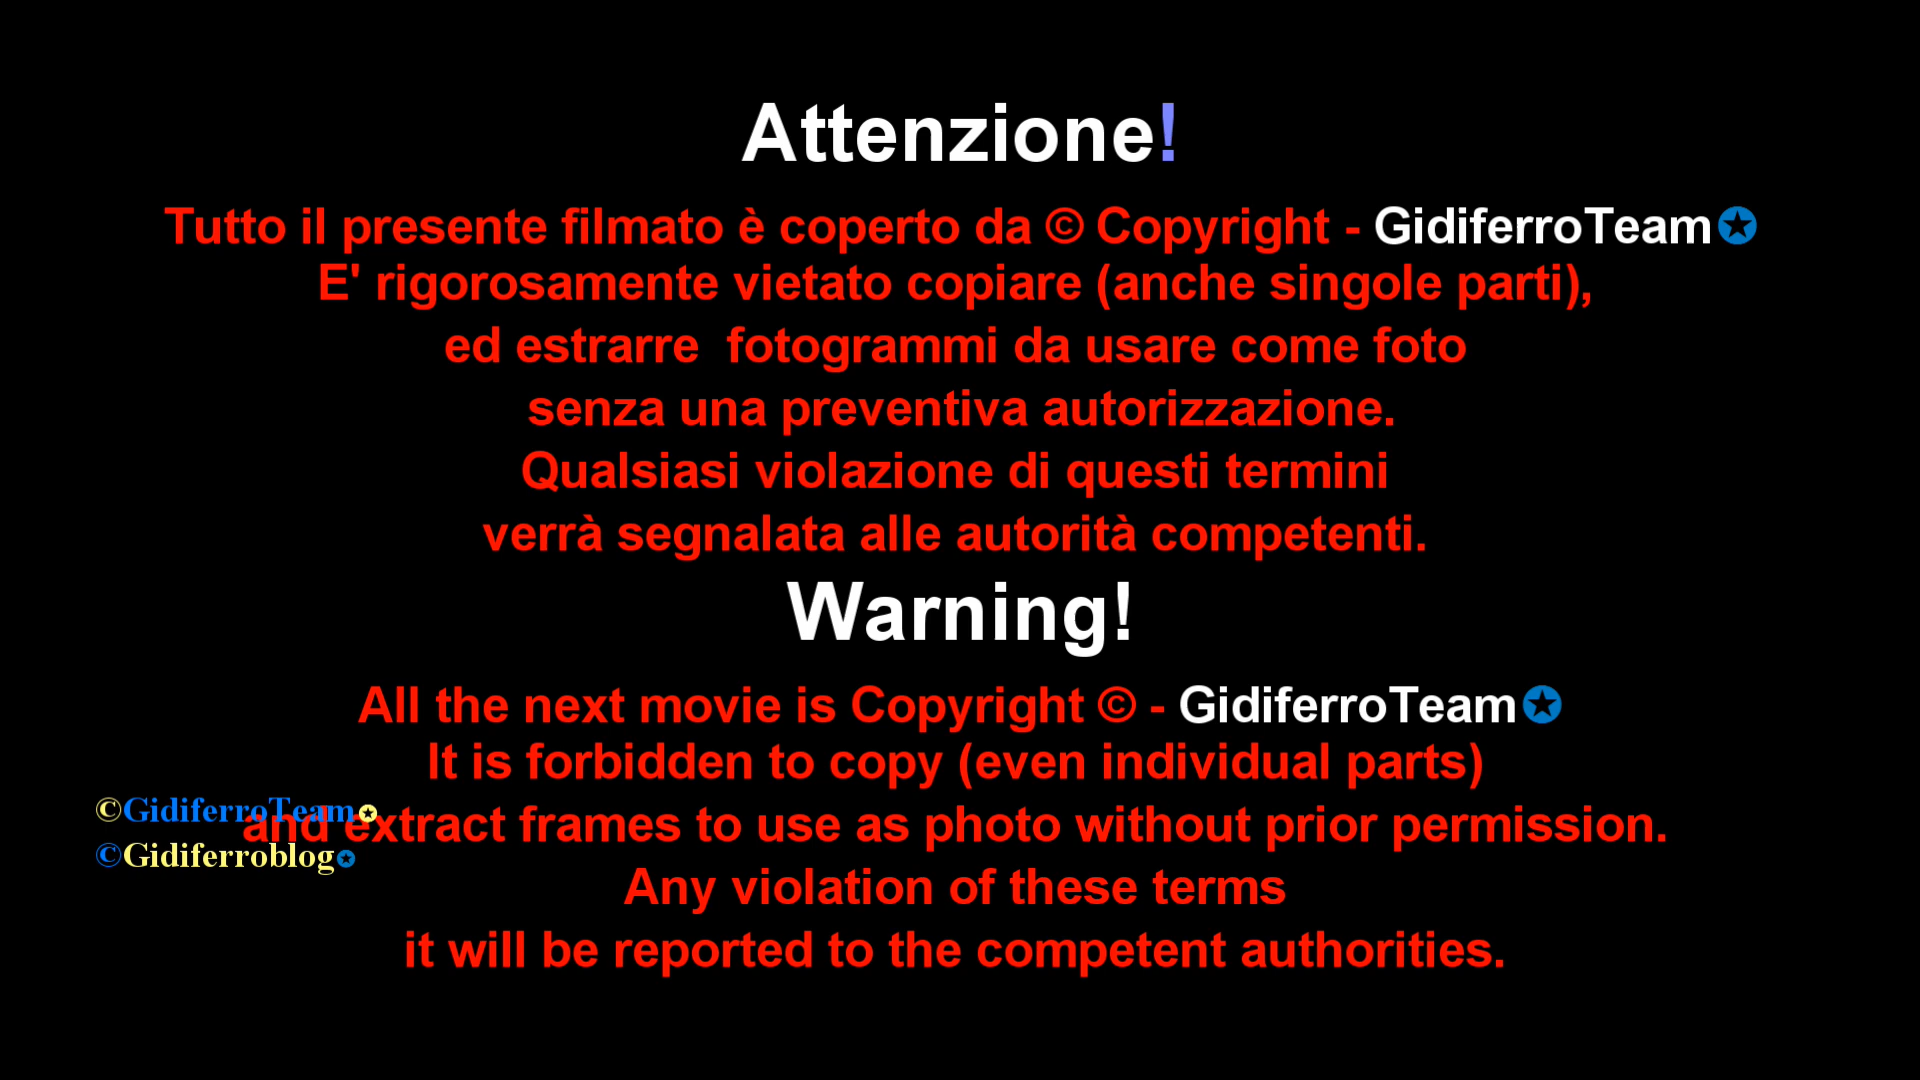 Attenzione!
Tutto il presente filmato è coperto da © Copyright - GidiferroTeam✪
E' rigorosamente vietato copiare (anche singole parti),
ed estrarre fotogrammi da usare come foto
senza una preventiva autorizzazione.
Qualsiasi violazione di questi termini
verrà segnalata alle autorità competenti.
Warning!
All the next movie is Copyright © - GidiferroTeam✪
It is forbidden to copy (even individual parts)
and extract frames to use as photo without prior permission.
Any violation of these terms
it will be reported to the competent authorities.
©GidiferroTeam✪
©Gidiferroblog✪